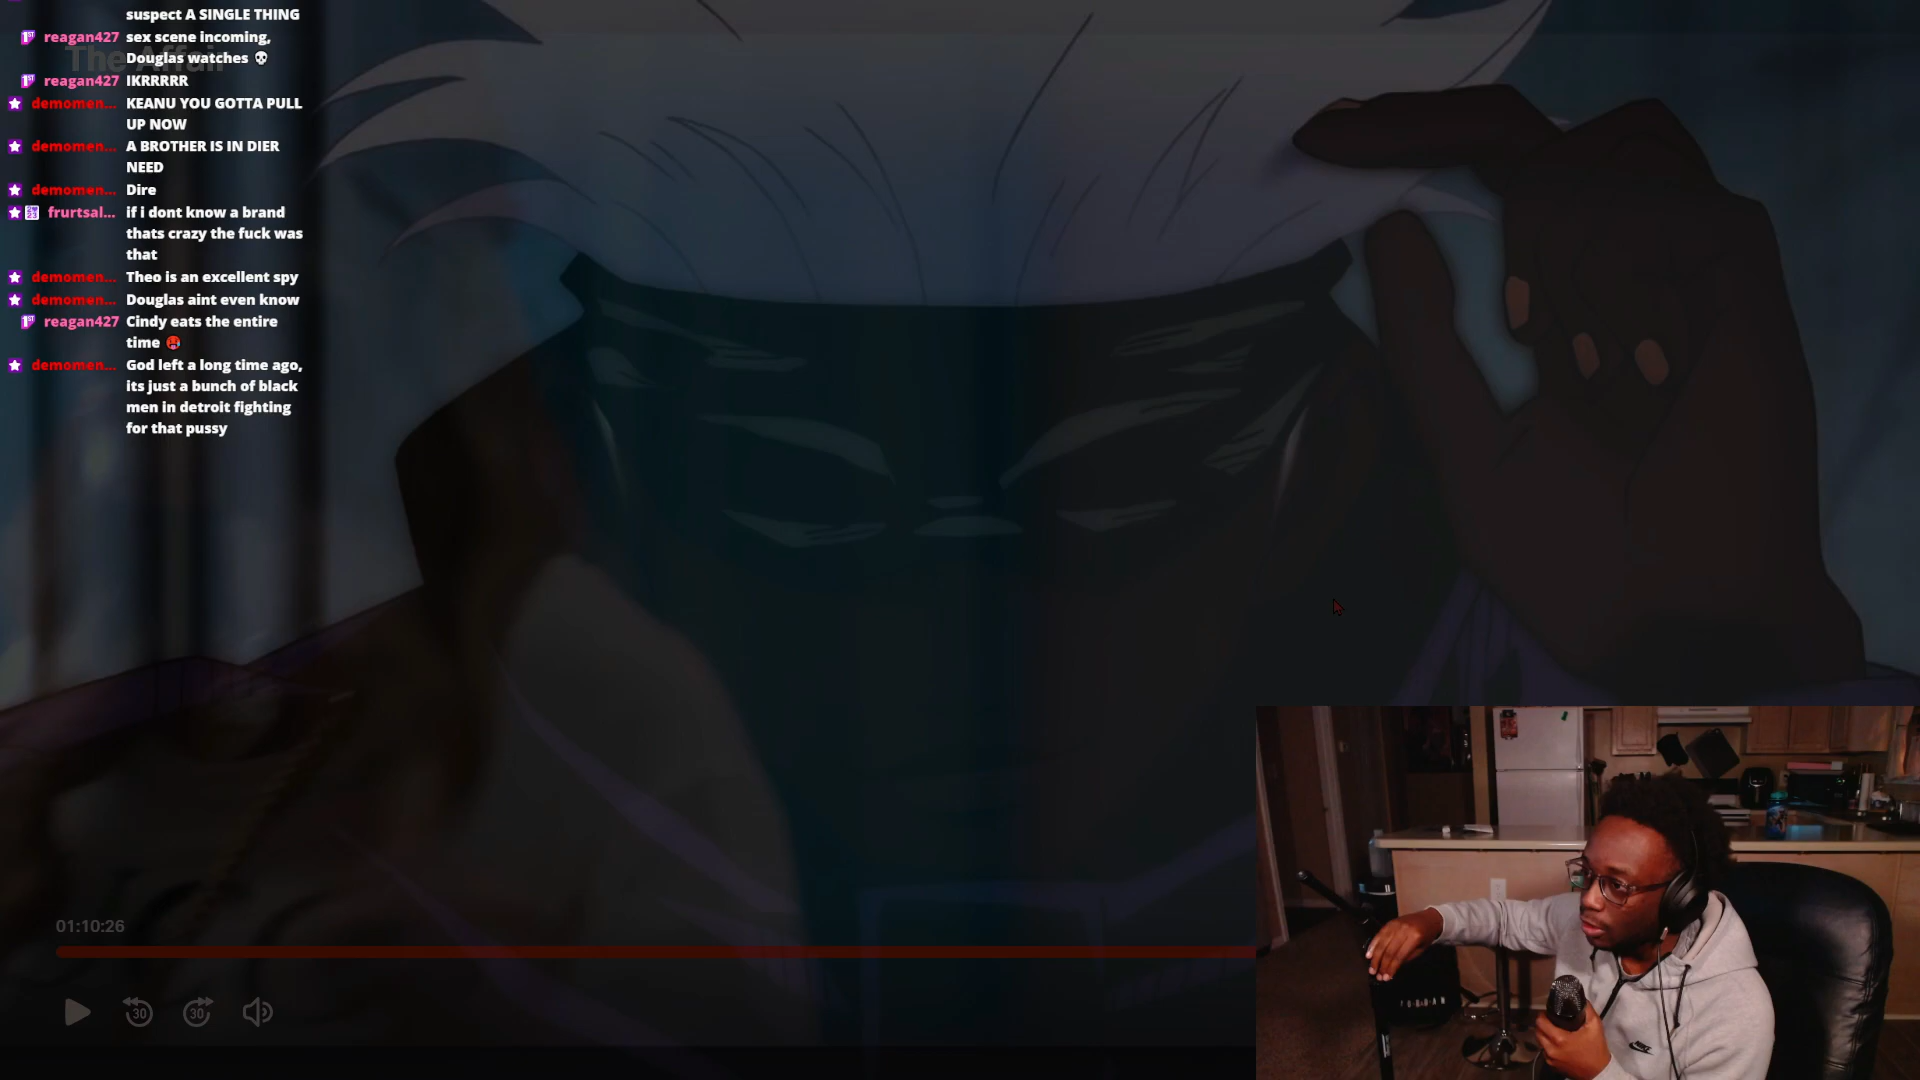 suspect A SINGLE THING
reagan427 sex scene incoming,
The Affair
Douglas watches
reagan427 IKRRRRR
demomen... KEANU YOU GOTTA PULL
UP NOW
demomen... A BROTHER IS IN DIER
NEED
demomen... Dire
frurtsal... if i dont know a brand
thats crazy the fuck was
that
demomen... Theo is an excellent spy
demomen... Douglas aint even know
reagan427 Cindy eats the entire
time
demomen... God left a long time ago,
its just a bunch of black
men in detroit fighting
for that pussy
01:10:26
30 30
JORDAN
NIKE